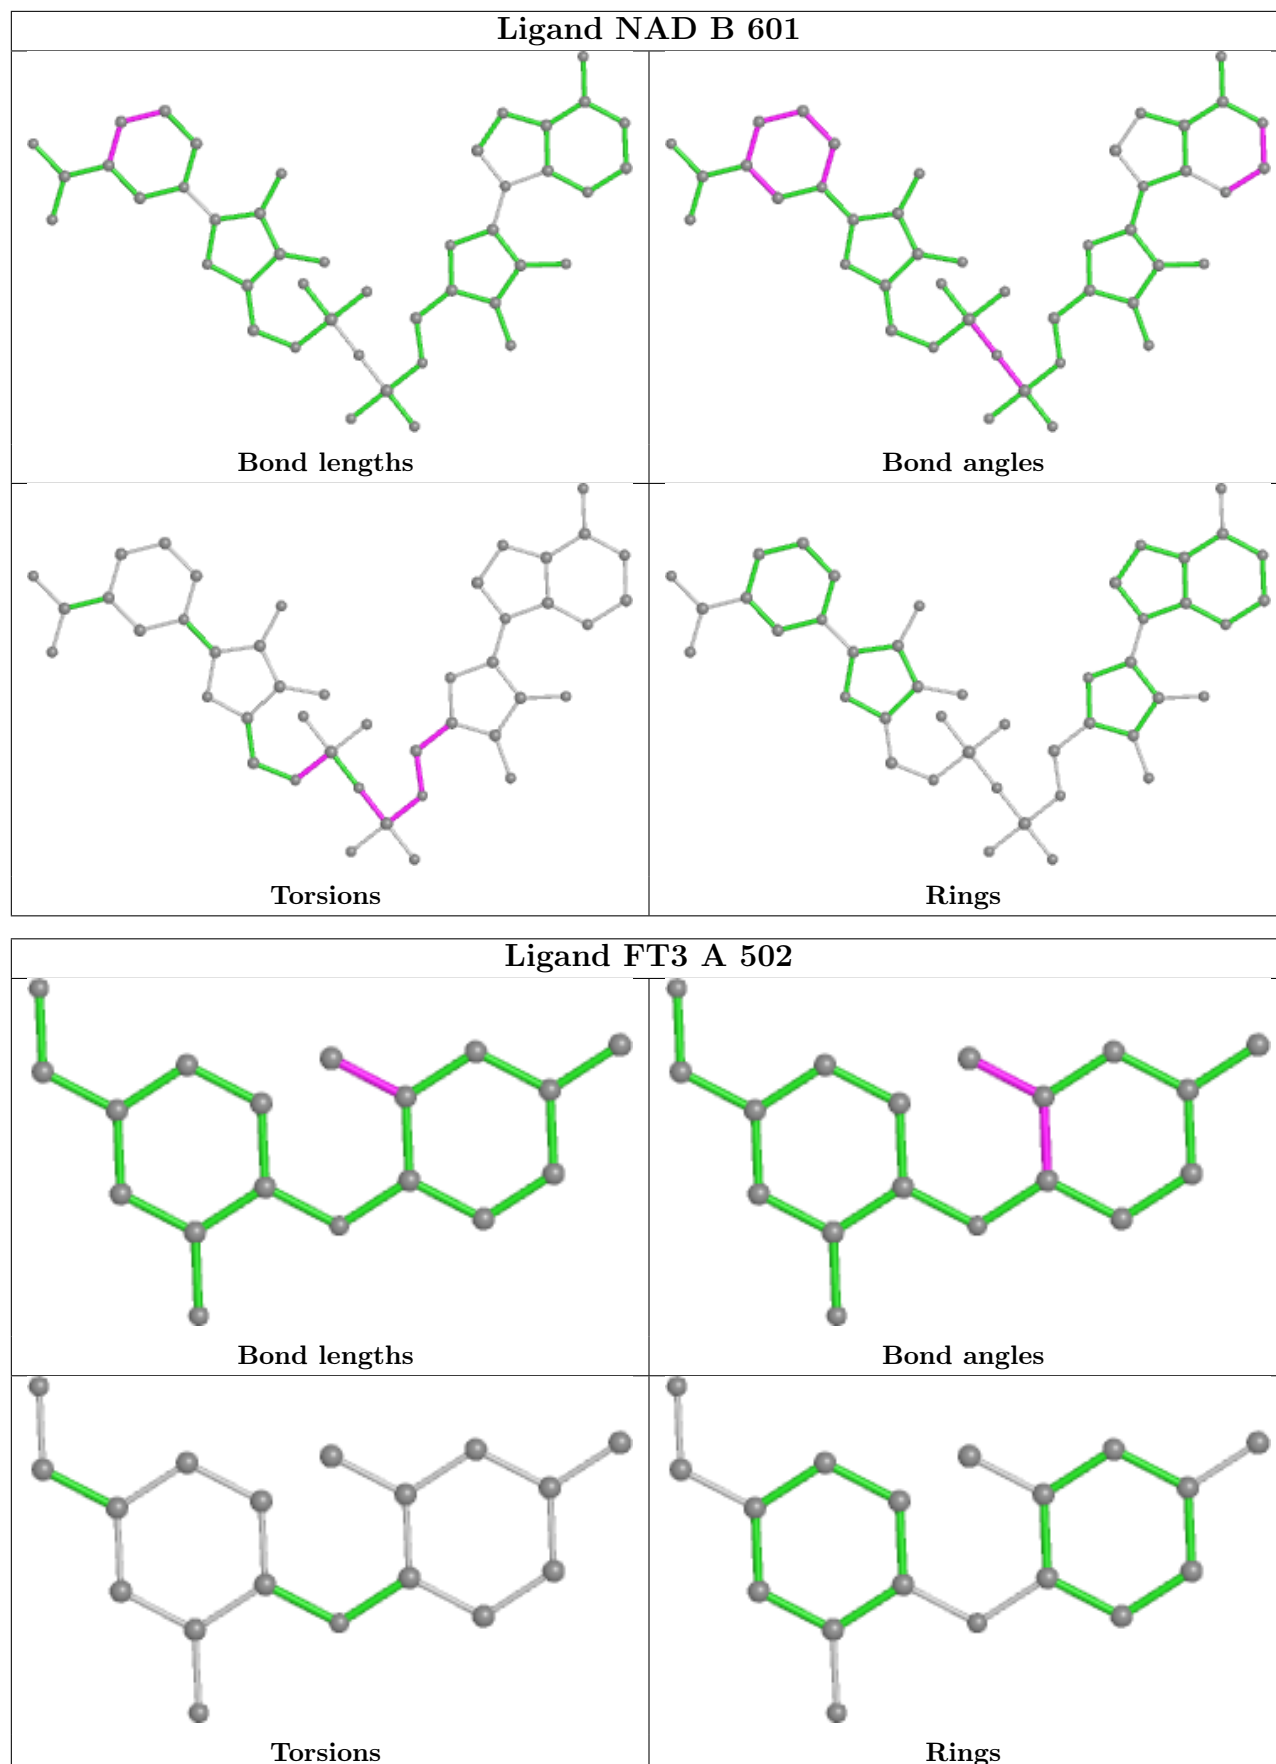 Ligand NAD B 601
Bond lengths
Bond angles
Torsions
Rings
Ligand FT3 A 502
Bond lengths
Bond angles
Torsions
Rings